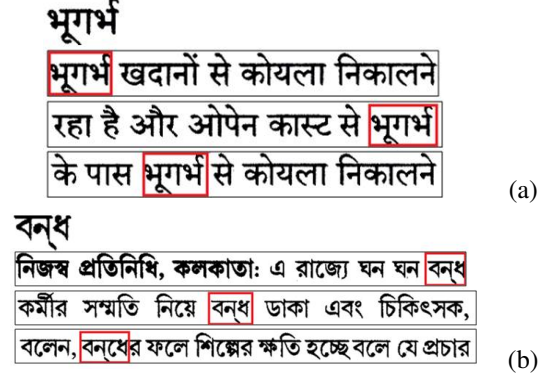 भूगर्भ
भूगर्भ खदानों से कोयला निकालने
रहा है और ओपेन कास्ट से भूगर्भ
के पास भूगर्भ से कोयला निकालने
(a)
বন্‌ধ
নিজস্ব প্রতিনিধি, কলকাতা: এ রাজ্যে ঘন ঘন বন্‌ধ
কর্মীর সম্মতি নিয়ে বন্‌ধ ডাকা এবং চিকিৎসক,
বলেন, বন্‌ধের ফলে শিল্পের ক্ষতি হচ্ছে বলে যে প্রচার
(b)